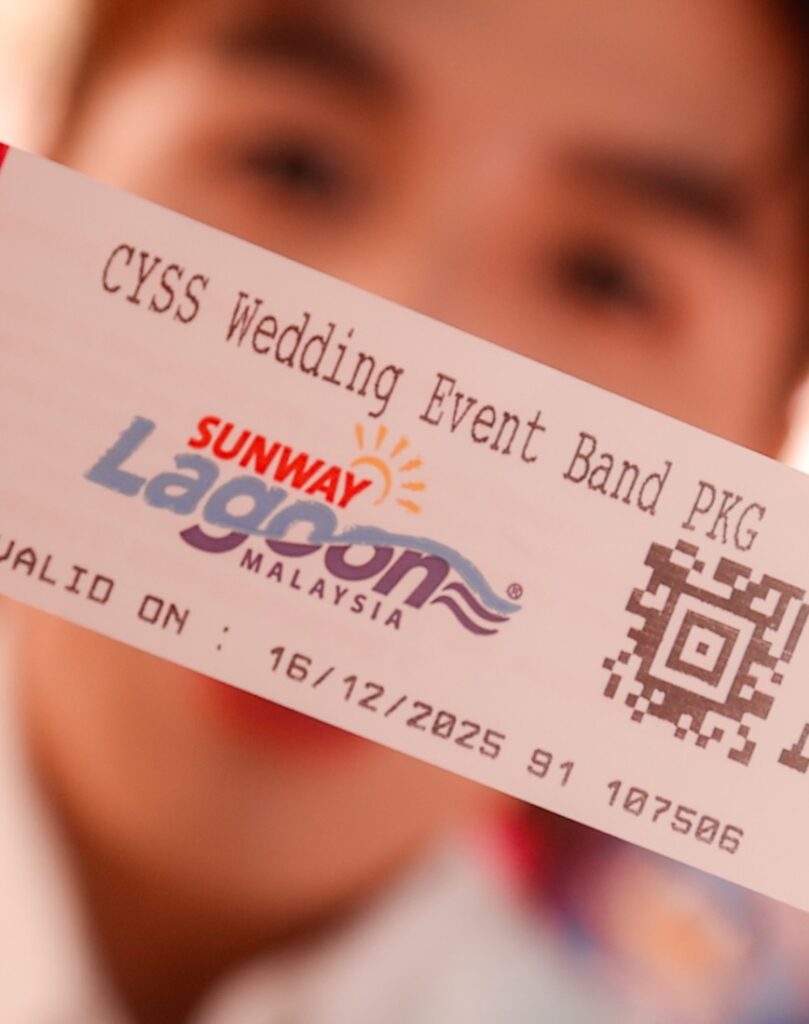 CYSS Wedding Event Band PKG
SUNWAY
Lagoon
MALAYSIA
VALID ON : 16/12/2025 91 107506